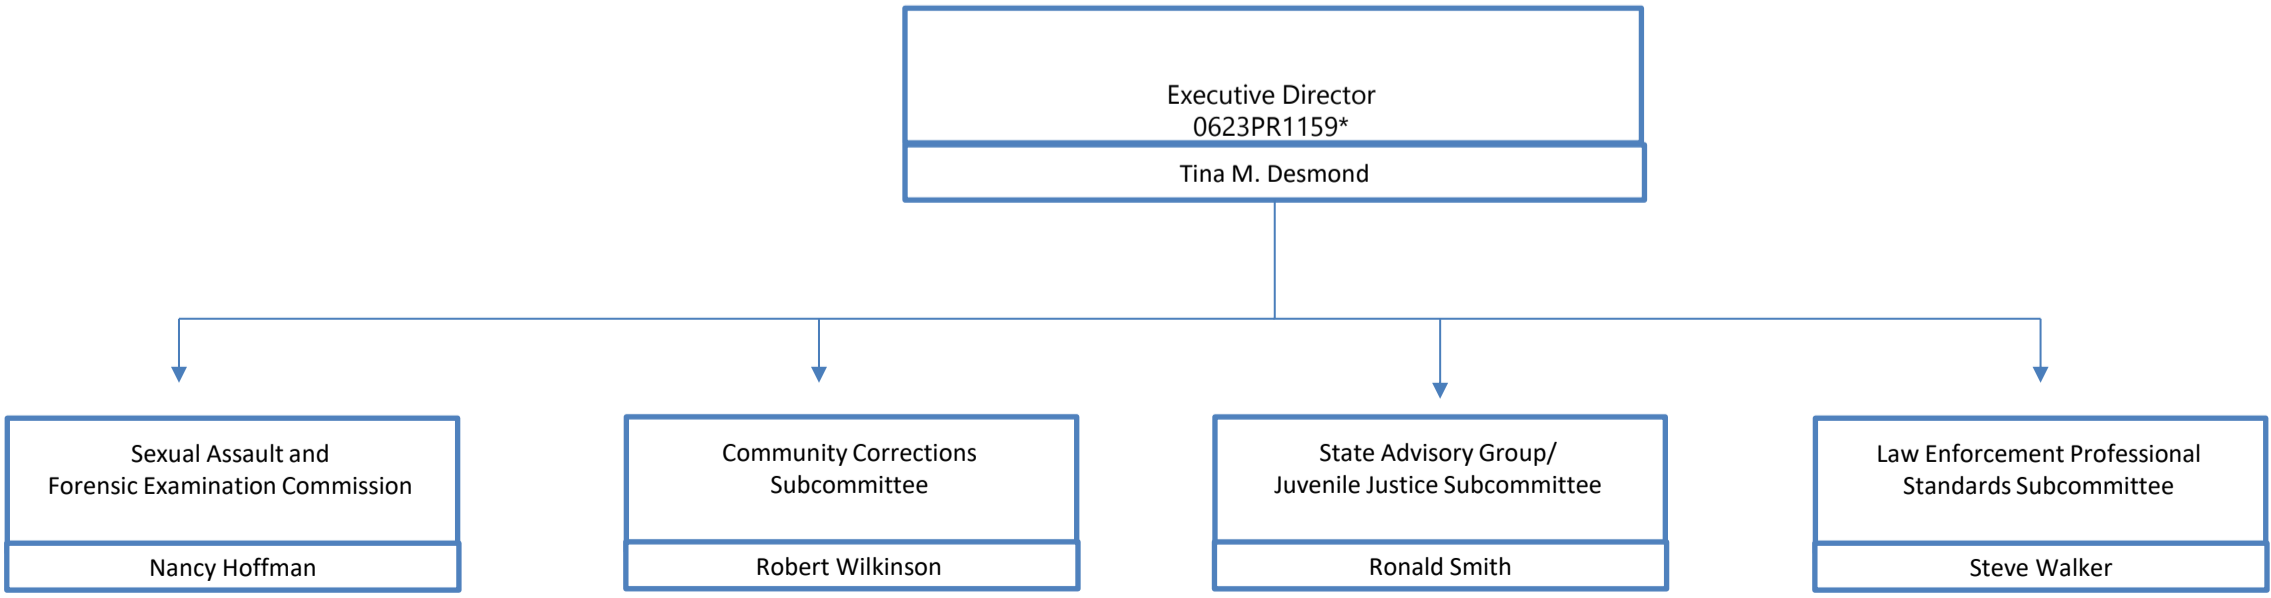 Executive Director
0623PR1159*
Tina M. Desmond
Sexual Assault and
Forensic Examination Commission
Nancy Hoffman
Community Corrections
Subcommittee
Robert Wilkinson
State Advisory Group/
Juvenile Justice Subcommittee
Ronald Smith
Law Enforcement Professional
Standards Subcommittee
Steve Walker